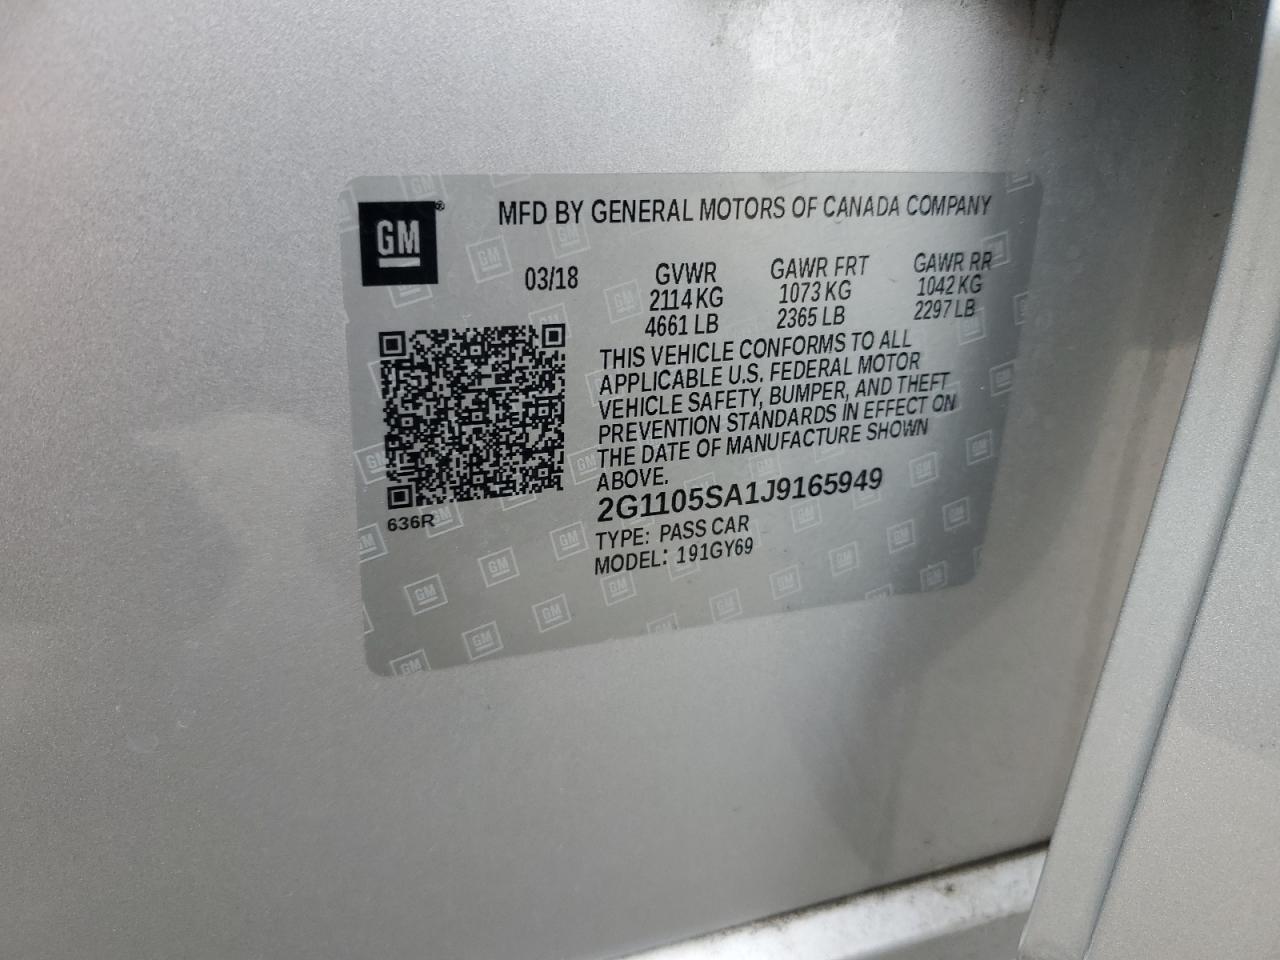 GM®
MFD BY GENERAL MOTORS OF CANADA COMPANY
03/18 GVWR GAWR FRT GAWR RR
2114 KG 1073 KG 1042 KG
4661 LB 2365 LB 2297 LB
THIS VEHICLE CONFORMS TO ALL
APPLICABLE U.S. FEDERAL MOTOR
VEHICLE SAFETY, BUMPER, AND THEFT
PREVENTION STANDARDS IN EFFECT ON
THE DATE OF MANUFACTURE SHOWN
ABOVE.
2G1105SA1J9165949
TYPE: PASS CAR
MODEL: 191GY69
636R